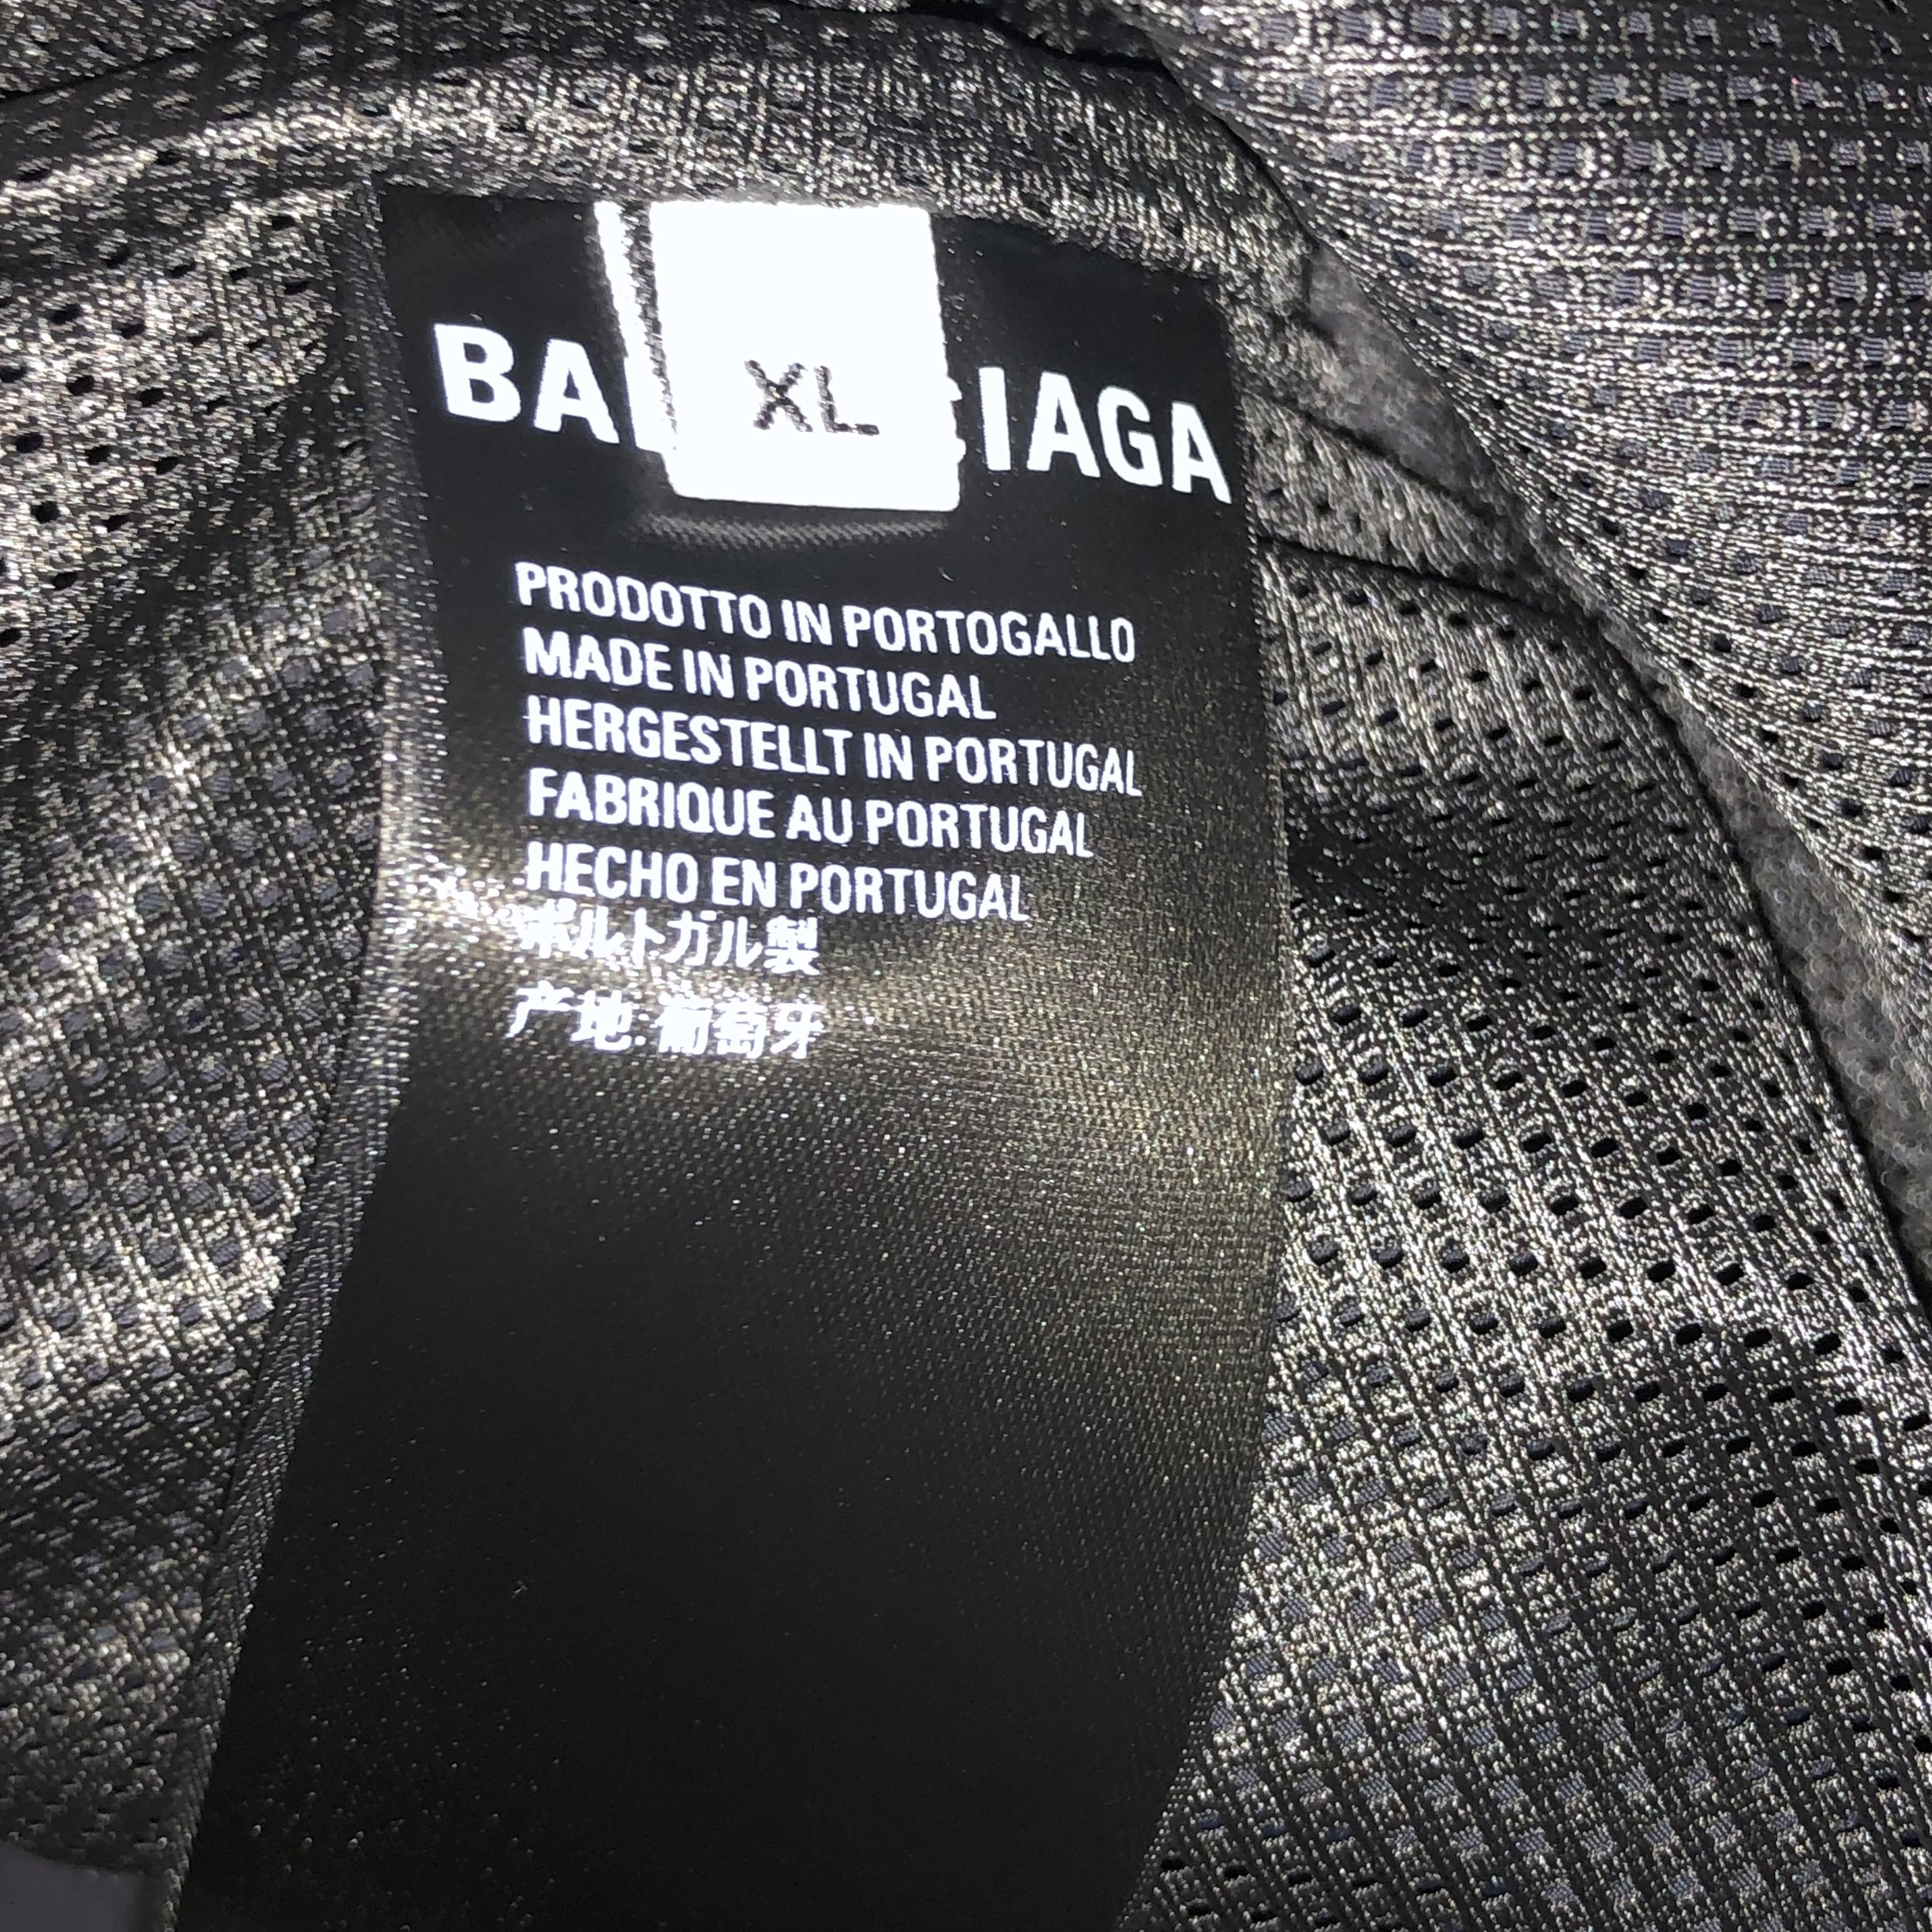 BAL CIAGA
XL
PRODOTTO IN PORTOGALLO
MADE IN PORTUGAL
HERGESTELLT IN PORTUGAL
FABRIQUE AU PORTUGAL
HECHO EN PORTUGAL
ポルトガル製
产地:葡萄牙